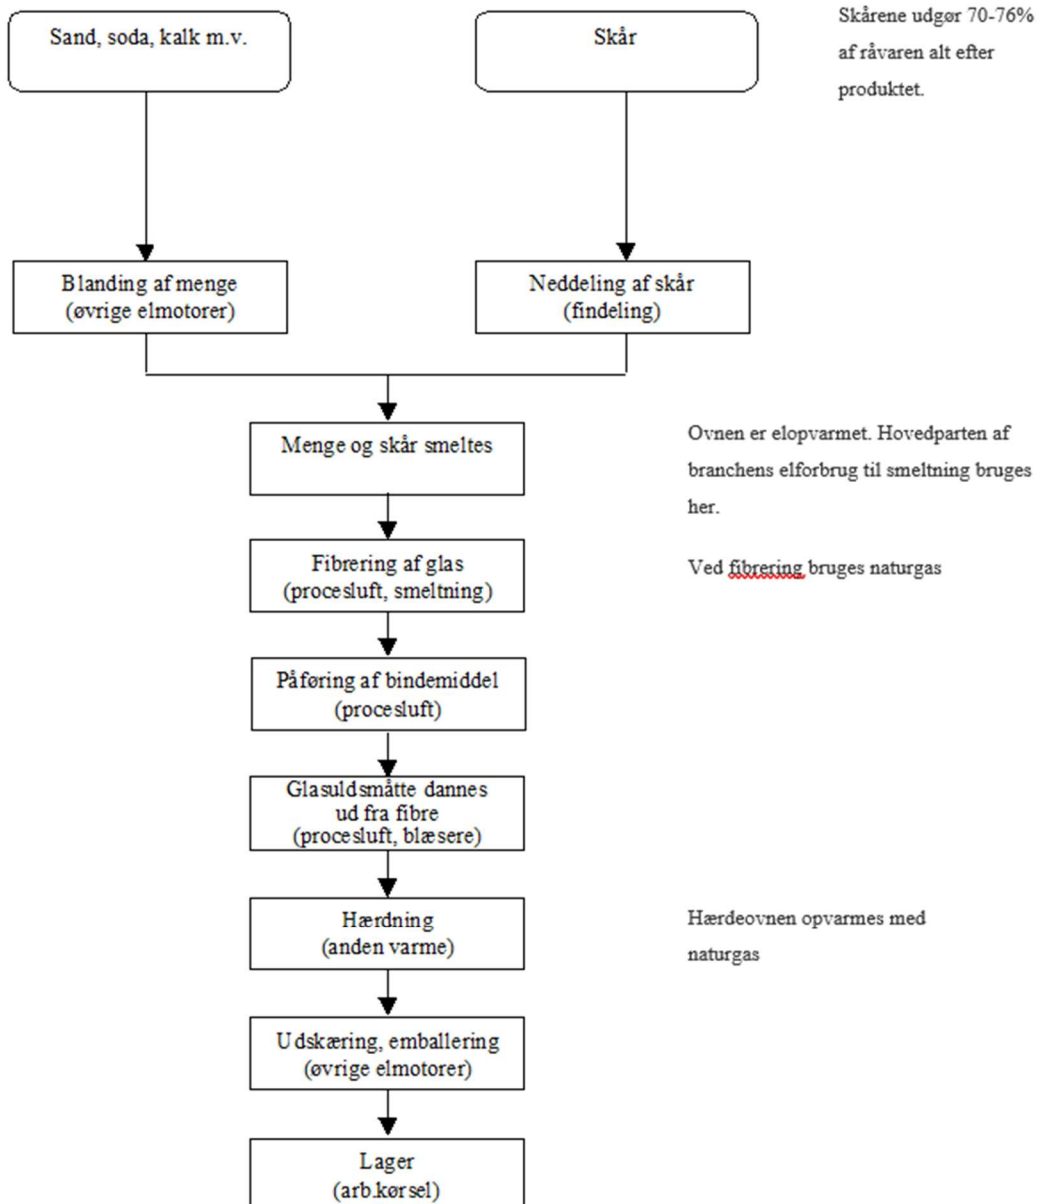 Sand, soda, kalk m.v.
Skår
Skårene udgør 70-76%
af råvaren alt efter
produktet.
Blanding af menge
(øvrige elmotorer)
Neddeling af skår
(findeling)
Menge og skår smeltes
Ovnen er elopvarmet. Hovedparten af
branchens elforbrug til smeltning bruges
her.
Fibrering af glas
(procesluft, smeltning)
Ved fibrering bruges naturgas
Påføring af bindemiddel
(procesluft)
Glasuldsmåtte dannes
ud fra fibre
(procesluft, blæsere)
Hærdning
(anden varme)
Hærdeovnen opvarmes med
naturgas
Udskæring, emballering
(øvrige elmotorer)
Lager
(arb.kørsel)